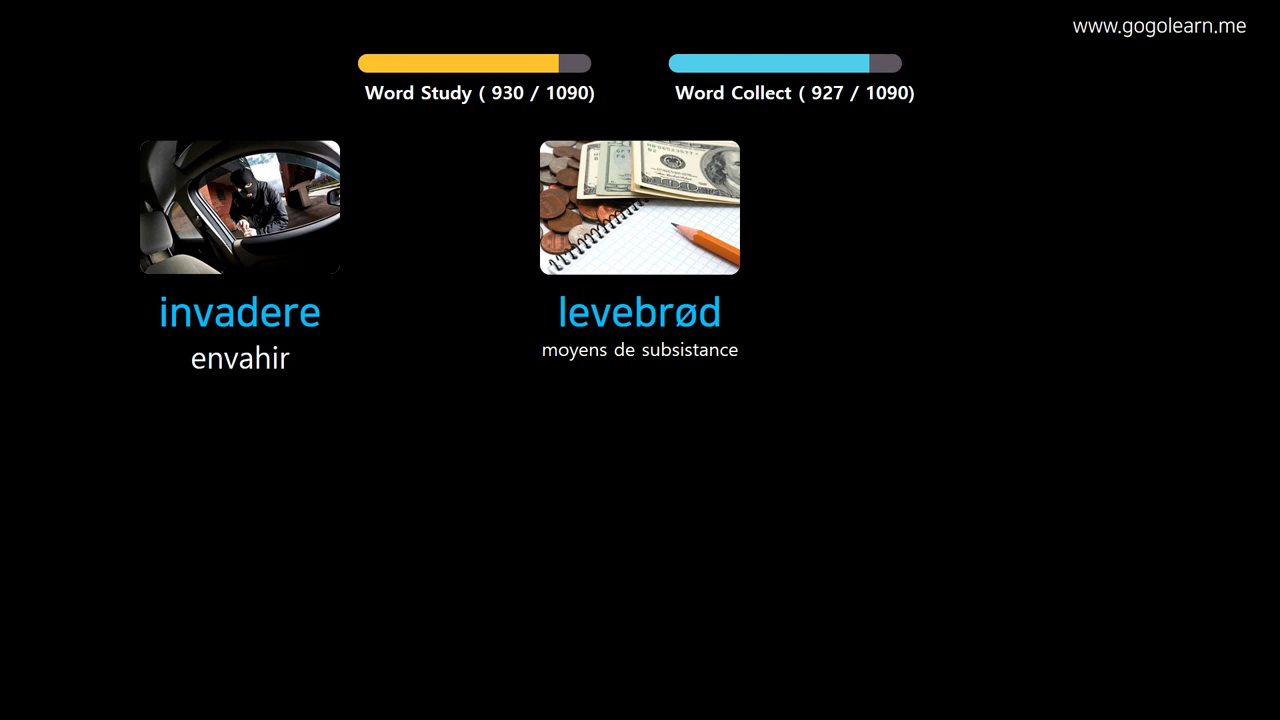 www.gogolearn.me
Word Study ( 930 / 1090)
Word Collect ( 927 / 1090)
invadere
envahir
levebrød
moyens de subsistance